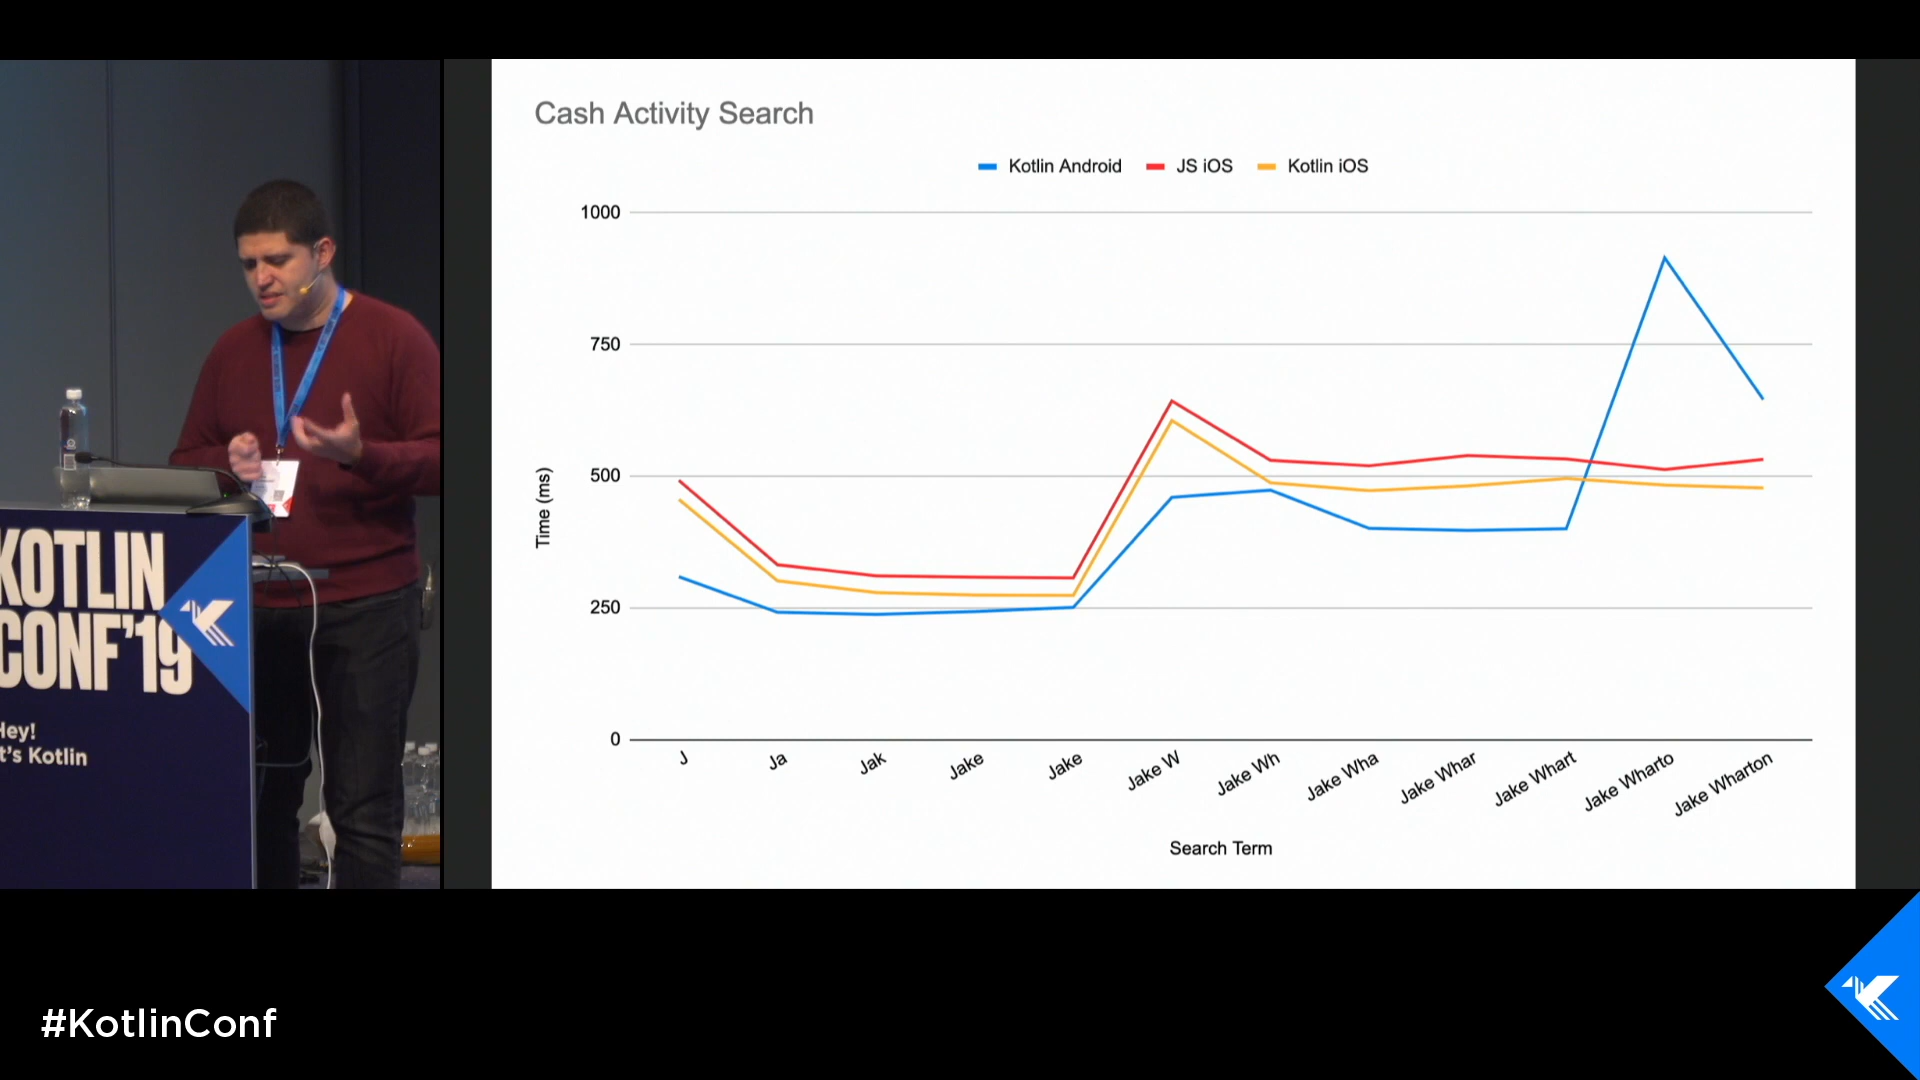 Cash Activity Search
Kotlin Android JS iOS Kotlin iOS
1000
750
500
250
0
Time (ms)
J Ja Jak Jake Jake Jake W Jake Wh Jake Wha Jake Whar Jake Whart Jake Wharto Jake Wharton
Search Term
KOTLIN
CONF'19
Hey!
t's Kotlin
#KotlinConf